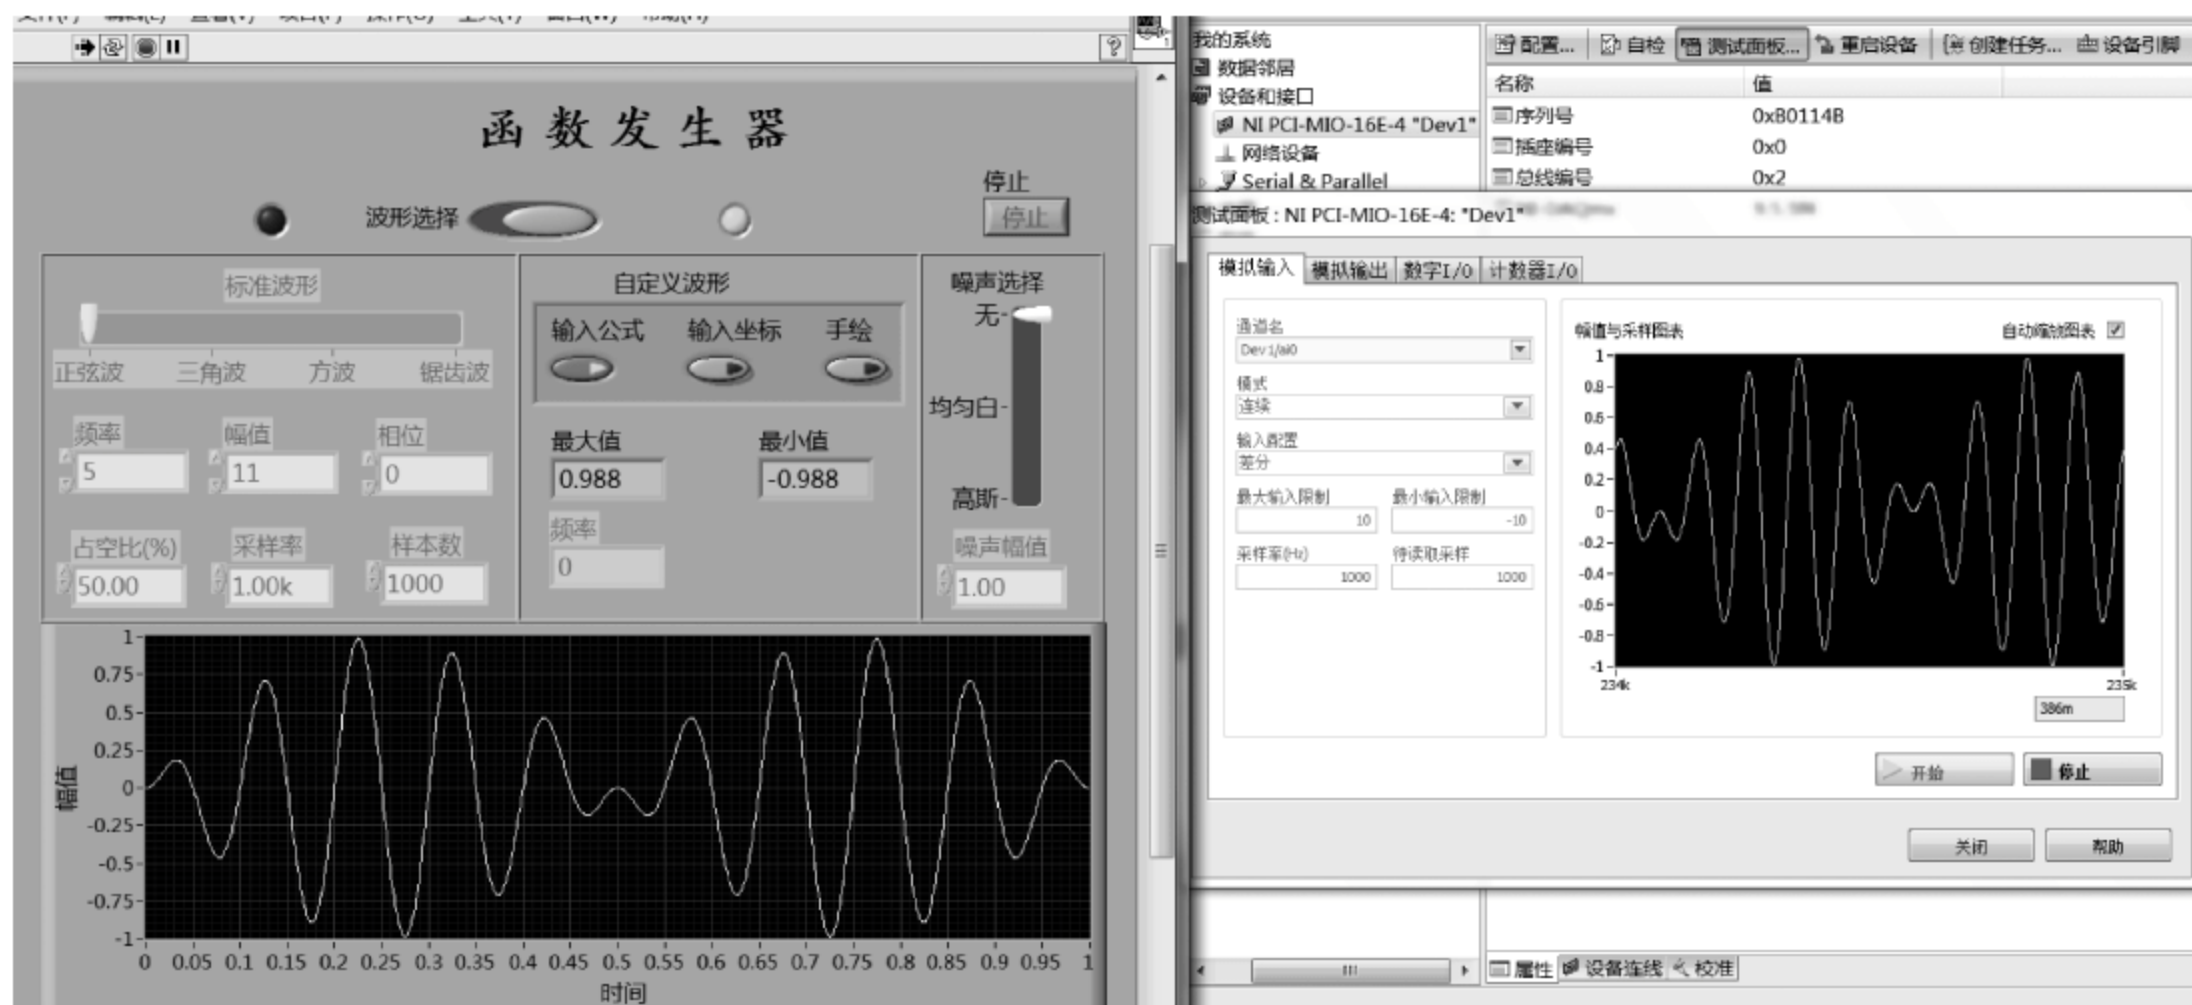 函数发生器
停止
波形选择
停止
标准波形
正弦波 三角波 方波 锯齿波
频率 幅值 相位
5 11 0
占空比(%) 采样率 样本数
50.00 1.00k 1000
自定义波形
输入公式 输入坐标 手绘
最大值 最小值
0.988 -0.988
频率
0
噪声选择
无
均匀白
高斯
噪声幅值
1.00
1
0.75
0.5
0.25
0
-0.25
-0.5
-0.75
-1
幅值
0 0.05 0.1 0.15 0.2 0.25 0.3 0.35 0.4 0.45 0.5 0.55 0.6 0.65 0.7 0.75 0.8 0.85 0.9 0.95 1
时间
我的系统
数据邻居
设备和接口
NI PCI-MIO-16E-4 "Dev1"
网络设备
Serial & Parallel
配置... 自检 测试面板... 重启设备 创建任务... 设备引脚
名称 值
序列号 0xB0114B
插座编号 0x0
总线编号 0x2
测试面板 : NI PCI-MIO-16E-4: "Dev1"
模拟输入 模拟输出 数字I/O 计数器I/O
通道名
Dev1/ai0
模式
连续
输入配置
差分
最大输入限制 最小输入限制
10 -10
采样率(Hz) 待读取采样
1000 1000
幅值与采样图表 自动缩放图表
1
0.8
0.6
0.4
0.2
0
-0.2
-0.4
-0.6
-0.8
-1
234k 235k
386m
开始 停止
关闭 帮助
属性 设备连线 校准